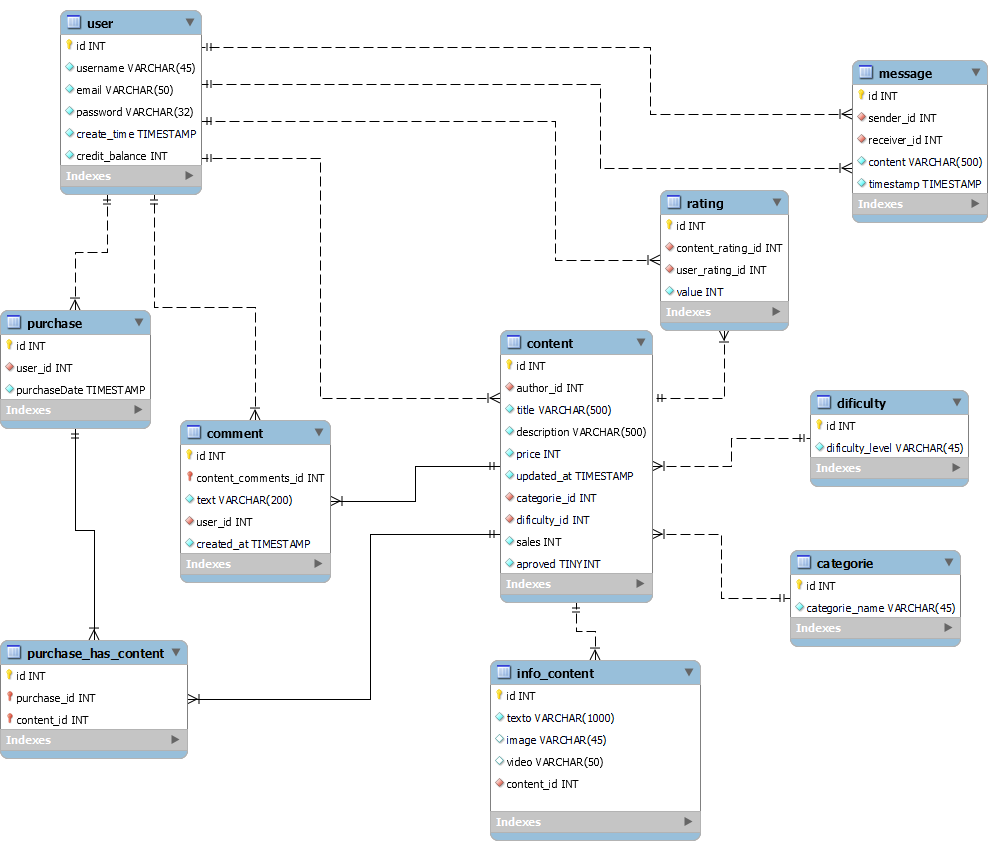 user
id INT
username VARCHAR(45)
email VARCHAR(50)
password VARCHAR(32)
create_time TIMESTAMP
credit_balance INT
Indexes
message
id INT
sender_id INT
receiver_id INT
content VARCHAR(500)
timestamp TIMESTAMP
Indexes
rating
id INT
content_rating_id INT
user_rating_id INT
value INT
Indexes
purchase
id INT
user_id INT
purchaseDate TIMESTAMP
Indexes
content
id INT
author_id INT
title VARCHAR(500)
description VARCHAR(500)
price INT
updated_at TIMESTAMP
categorie_id INT
dificulty_id INT
sales INT
aproved TINYINT
Indexes
dificulty
id INT
dificulty_level VARCHAR(45)
Indexes
comment
id INT
content_comments_id INT
text VARCHAR(200)
user_id INT
created_at TIMESTAMP
Indexes
categorie
id INT
categorie_name VARCHAR(45)
Indexes
purchase_has_content
id INT
purchase_id INT
content_id INT
Indexes
info_content
id INT
texto VARCHAR(1000)
image VARCHAR(45)
video VARCHAR(50)
content_id INT
Indexes